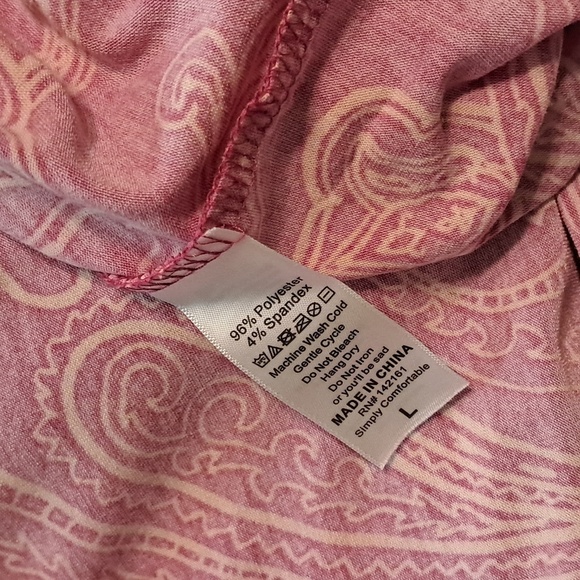 96% Polyester
4% Spandex
Machine Wash Cold
Gentle Cycle
Do Not Bleach
Hang Dry
Do Not Iron
or you'll be sad
MADE IN CHINA
RN# 142161
Simply Comfortable
L